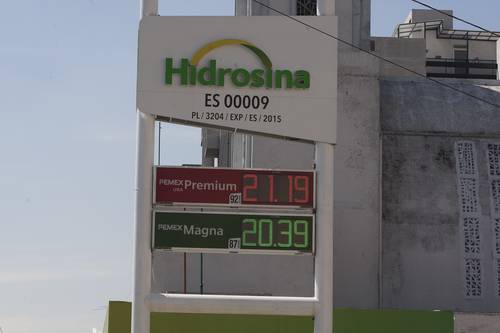 Hidrosina
ES 00009
PL / 3204 / EXP / ES / 2015
PEMEX Premium 92 21.19
PEMEX Magna 87 20.39